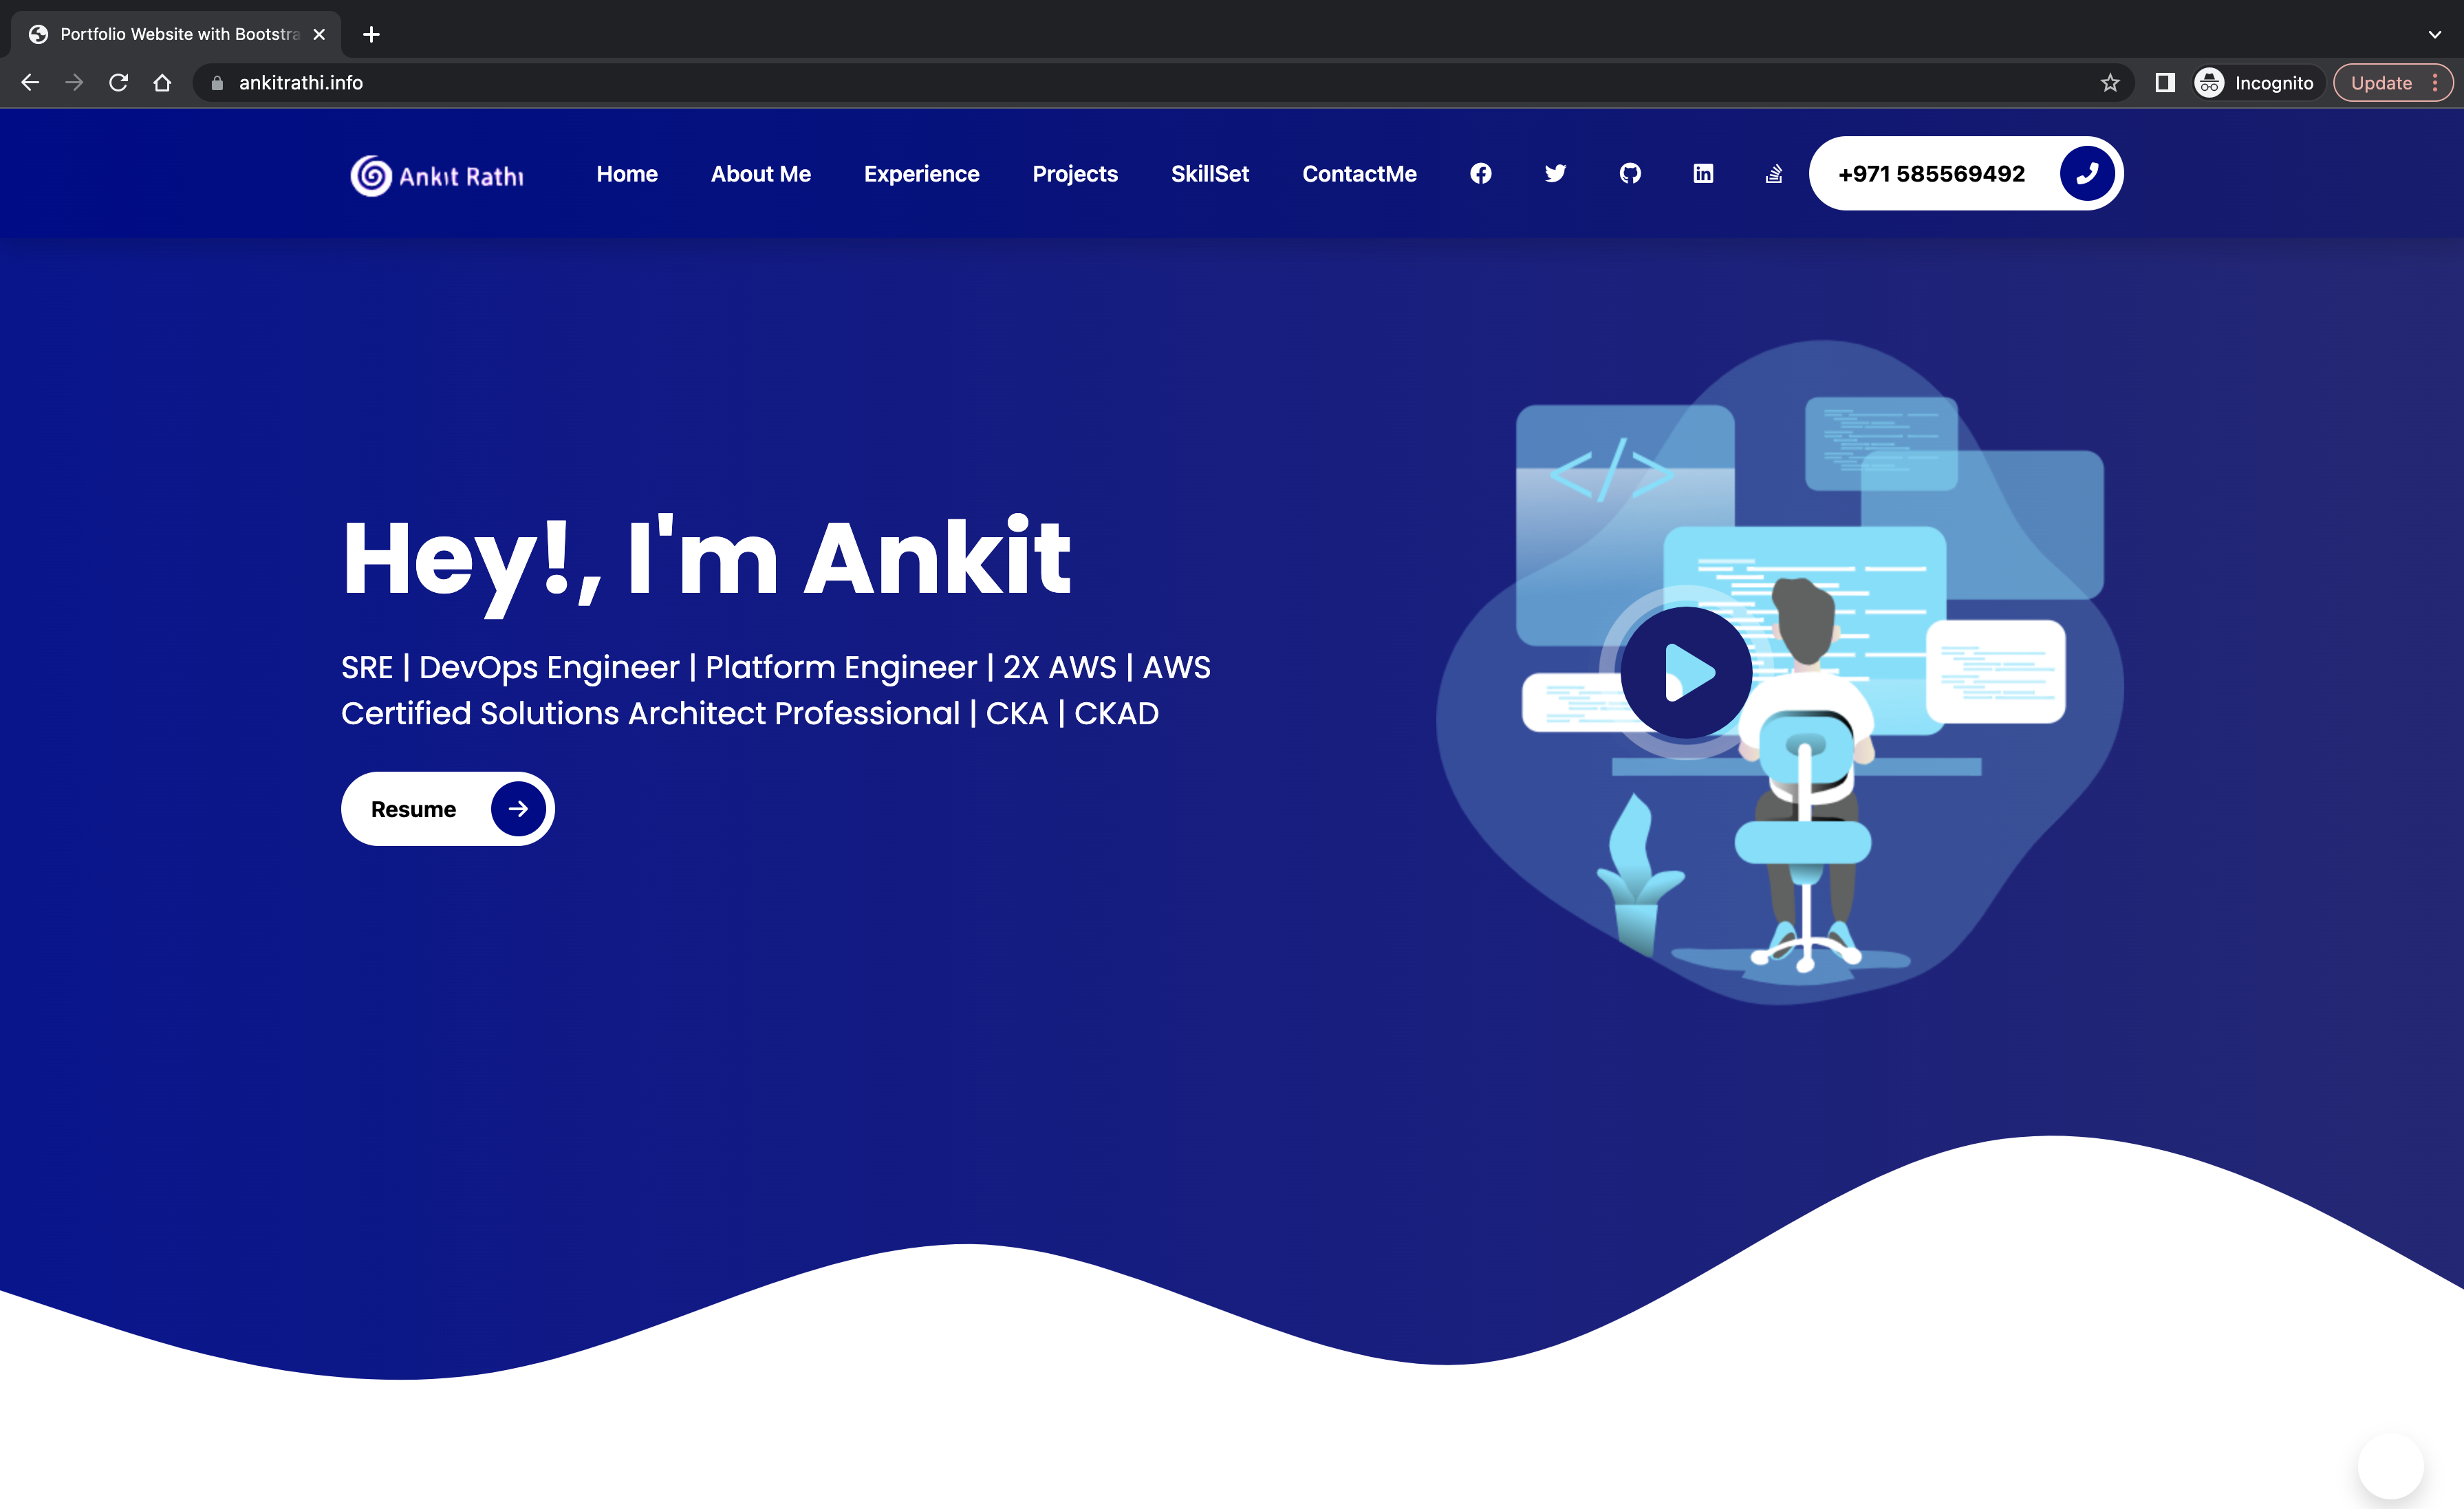 Portfolio Website with Bootstra
ankitrathi.info
Incognito
Update
Ankit Rathi
Home
About Me
Experience
Projects
SkillSet
ContactMe
+971 585569492
</>
Hey!, I'm Ankit
SRE | DevOps Engineer | Platform Engineer | 2X AWS | AWS
Certified Solutions Architect Professional | CKA | CKAD
Resume